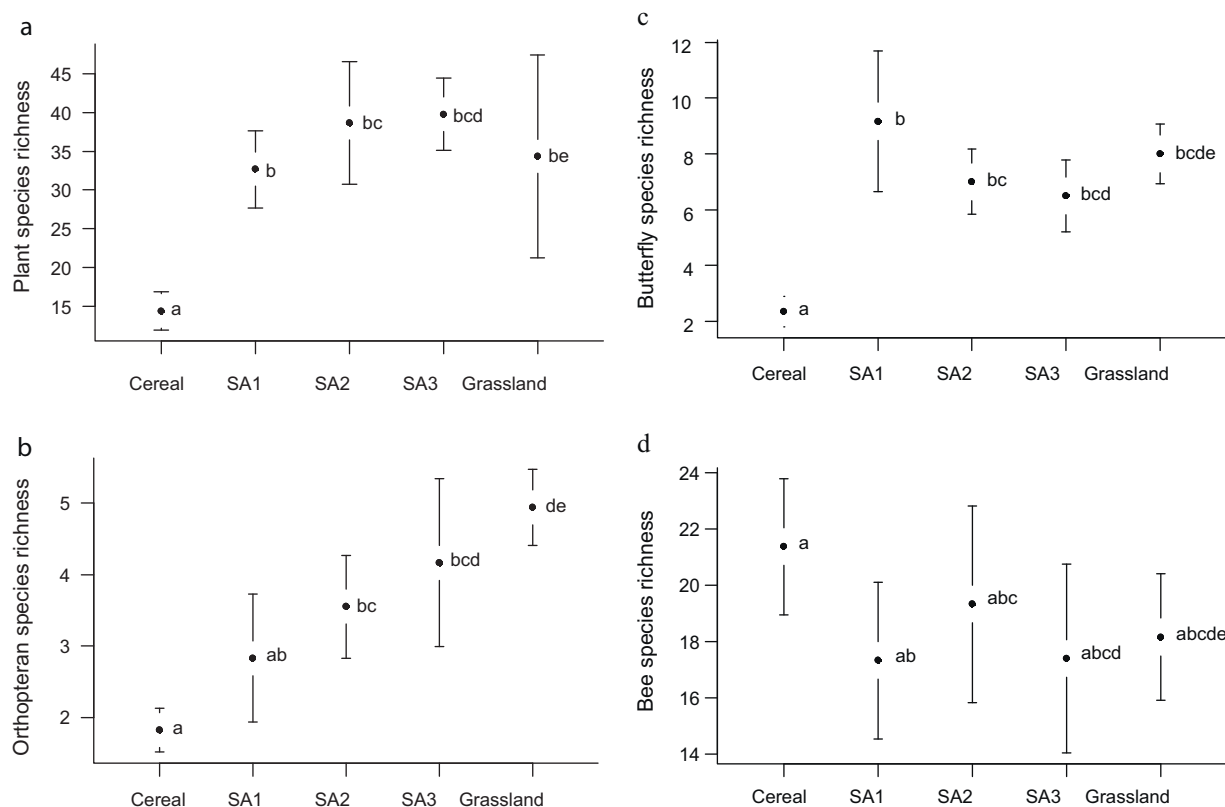 a
Plant species richness
45
40
35
30
25
20
15
a
b
bc
bcd
be
Cereal SA1 SA2 SA3 Grassland
b
Orthopteran species richness
5
4
3
2
a
ab
bc
bcd
de
Cereal SA1 SA2 SA3 Grassland
c
Butterfly species richness
12
10
8
6
4
2
a
b
bc
bcd
bcde
Cereal SA1 SA2 SA3 Grassland
d
Bee species richness
24
22
20
18
16
14
a
ab
abc
abcd
abcde
Cereal SA1 SA2 SA3 Grassland